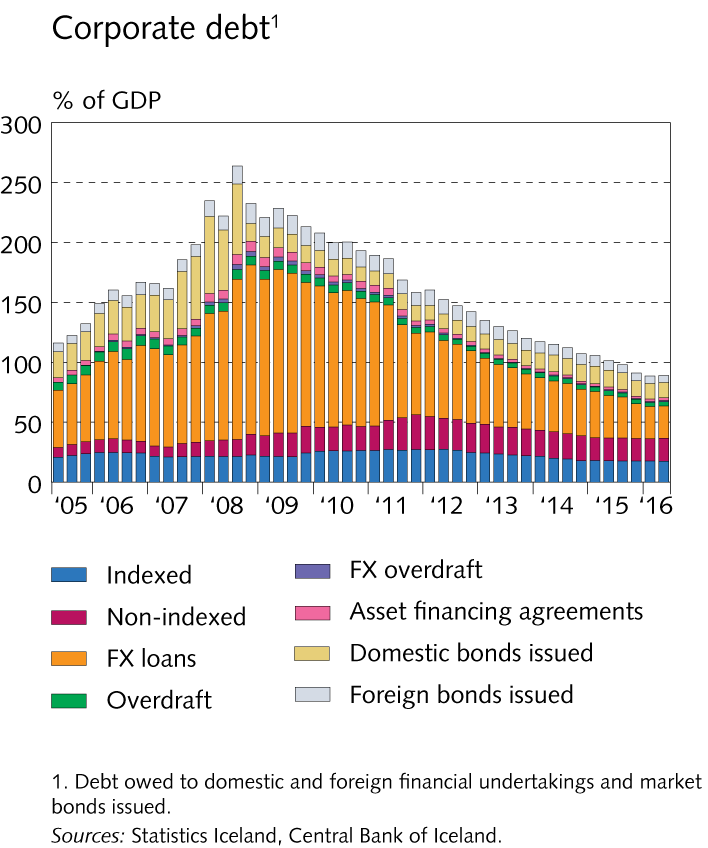 Corporate debt¹
% of GDP
300
250
200
150
100
50
0
‘05 ‘06 ‘07 ‘08 ‘09 ‘10 ‘11 ‘12 ‘13 ‘14 ‘15 ‘16
Indexed
Non-indexed
FX loans
Overdraft
FX overdraft
Asset financing agreements
Domestic bonds issued
Foreign bonds issued
1. Debt owed to domestic and foreign financial undertakings and market
bonds issued.
Sources: Statistics Iceland, Central Bank of Iceland.